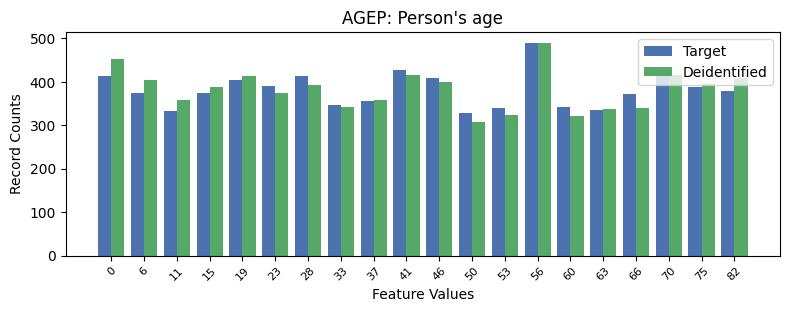 AGEP: Person's age
Record Counts
500
400
300
200
100
0
Target
Deidentified
0 6 11 15 19 23 28 33 37 41 46 50 53 56 60 63 66 70 75 82
Feature Values